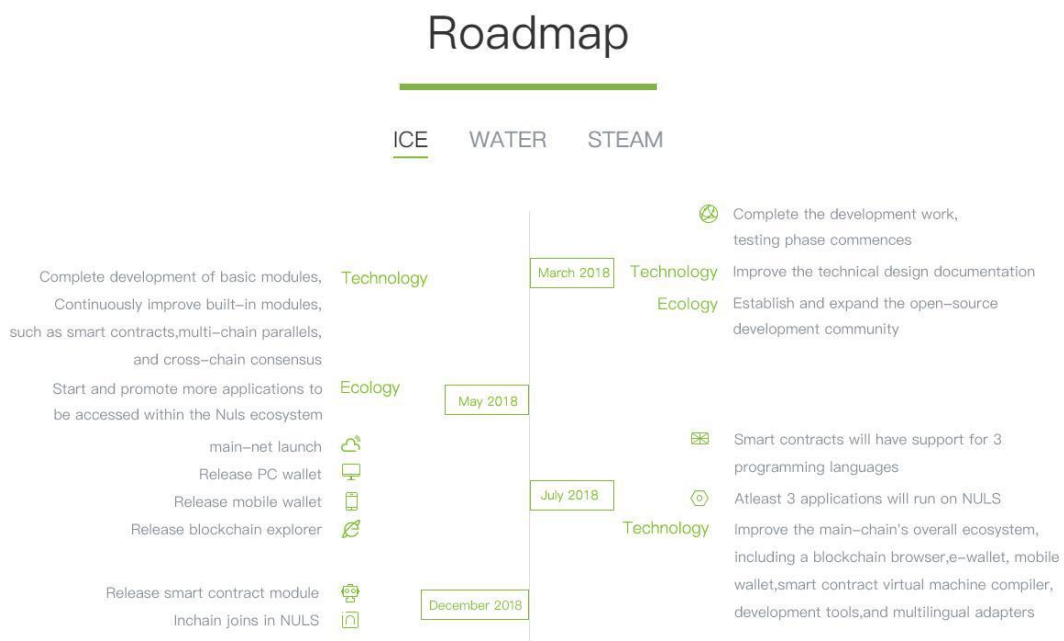 Roadmap
ICE WATER STEAM
Complete the development work,
testing phase commences
March 2018
Technology Improve the technical design documentation
Ecology Establish and expand the open-source
development community
Complete development of basic modules, Technology
Continuously improve built-in modules,
such as smart contracts,multi-chain parallels,
and cross-chain consensus
Start and promote more applications to Ecology
be accessed within the Nuls ecosystem
May 2018
main-net launch
Release PC wallet
Release mobile wallet
Release blockchain explorer
Smart contracts will have support for 3
programming languages
July 2018
Atleast 3 applications will run on NULS
Technology Improve the main-chain's overall ecosystem,
including a blockchain browser,e-wallet, mobile
wallet,smart contract virtual machine compiler,
development tools,and multilingual adapters
Release smart contract module
December 2018
Inchain joins in NULS